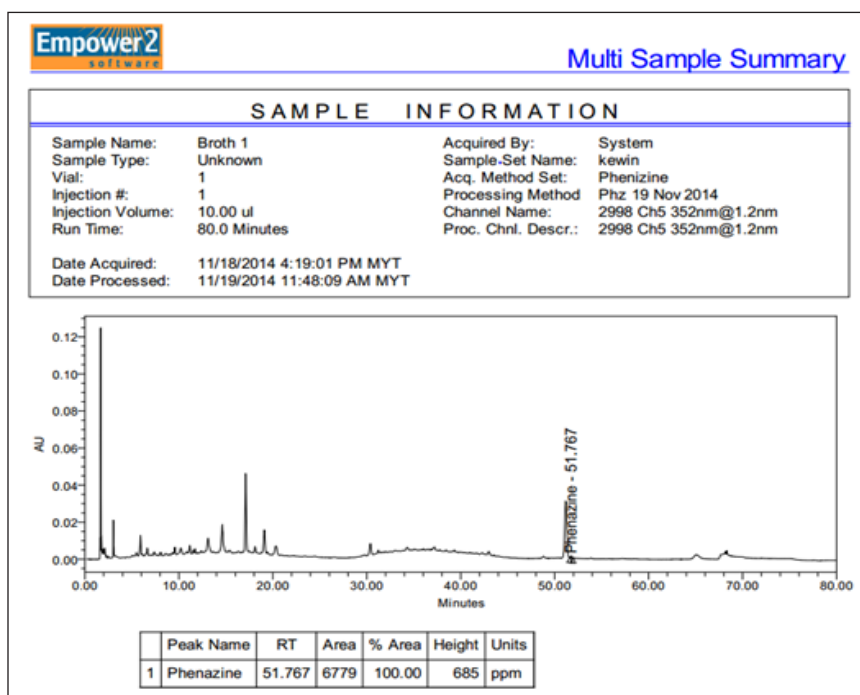 Empower2
software
Multi Sample Summary
SAMPLE INFORMATION
Sample Name: Broth 1 Acquired By: System
Sample Type: Unknown Sample-Set Name: kewin
Vial: 1 Acq. Method Set: Phenizine
Injection #: 1 Processing Method Phz 19 Nov 2014
Injection Volume: 10.00 ul Channel Name: 2998 Ch5 352nm@1.2nm
Run Time: 80.0 Minutes Proc. Chnl. Descr.: 2998 Ch5 352nm@1.2nm
Date Acquired: 11/18/2014 4:19:01 PM MYT
Date Processed: 11/19/2014 11:48:09 AM MYT
AU
0.12
0.10
0.08
0.06
0.04
0.02
0.00
Phenazine - 51.767
0.00 10.00 20.00 30.00 40.00 50.00 60.00 70.00 80.00
Minutes
Peak Name RT Area % Area Height Units
1 Phenazine 51.767 6779 100.00 685 ppm